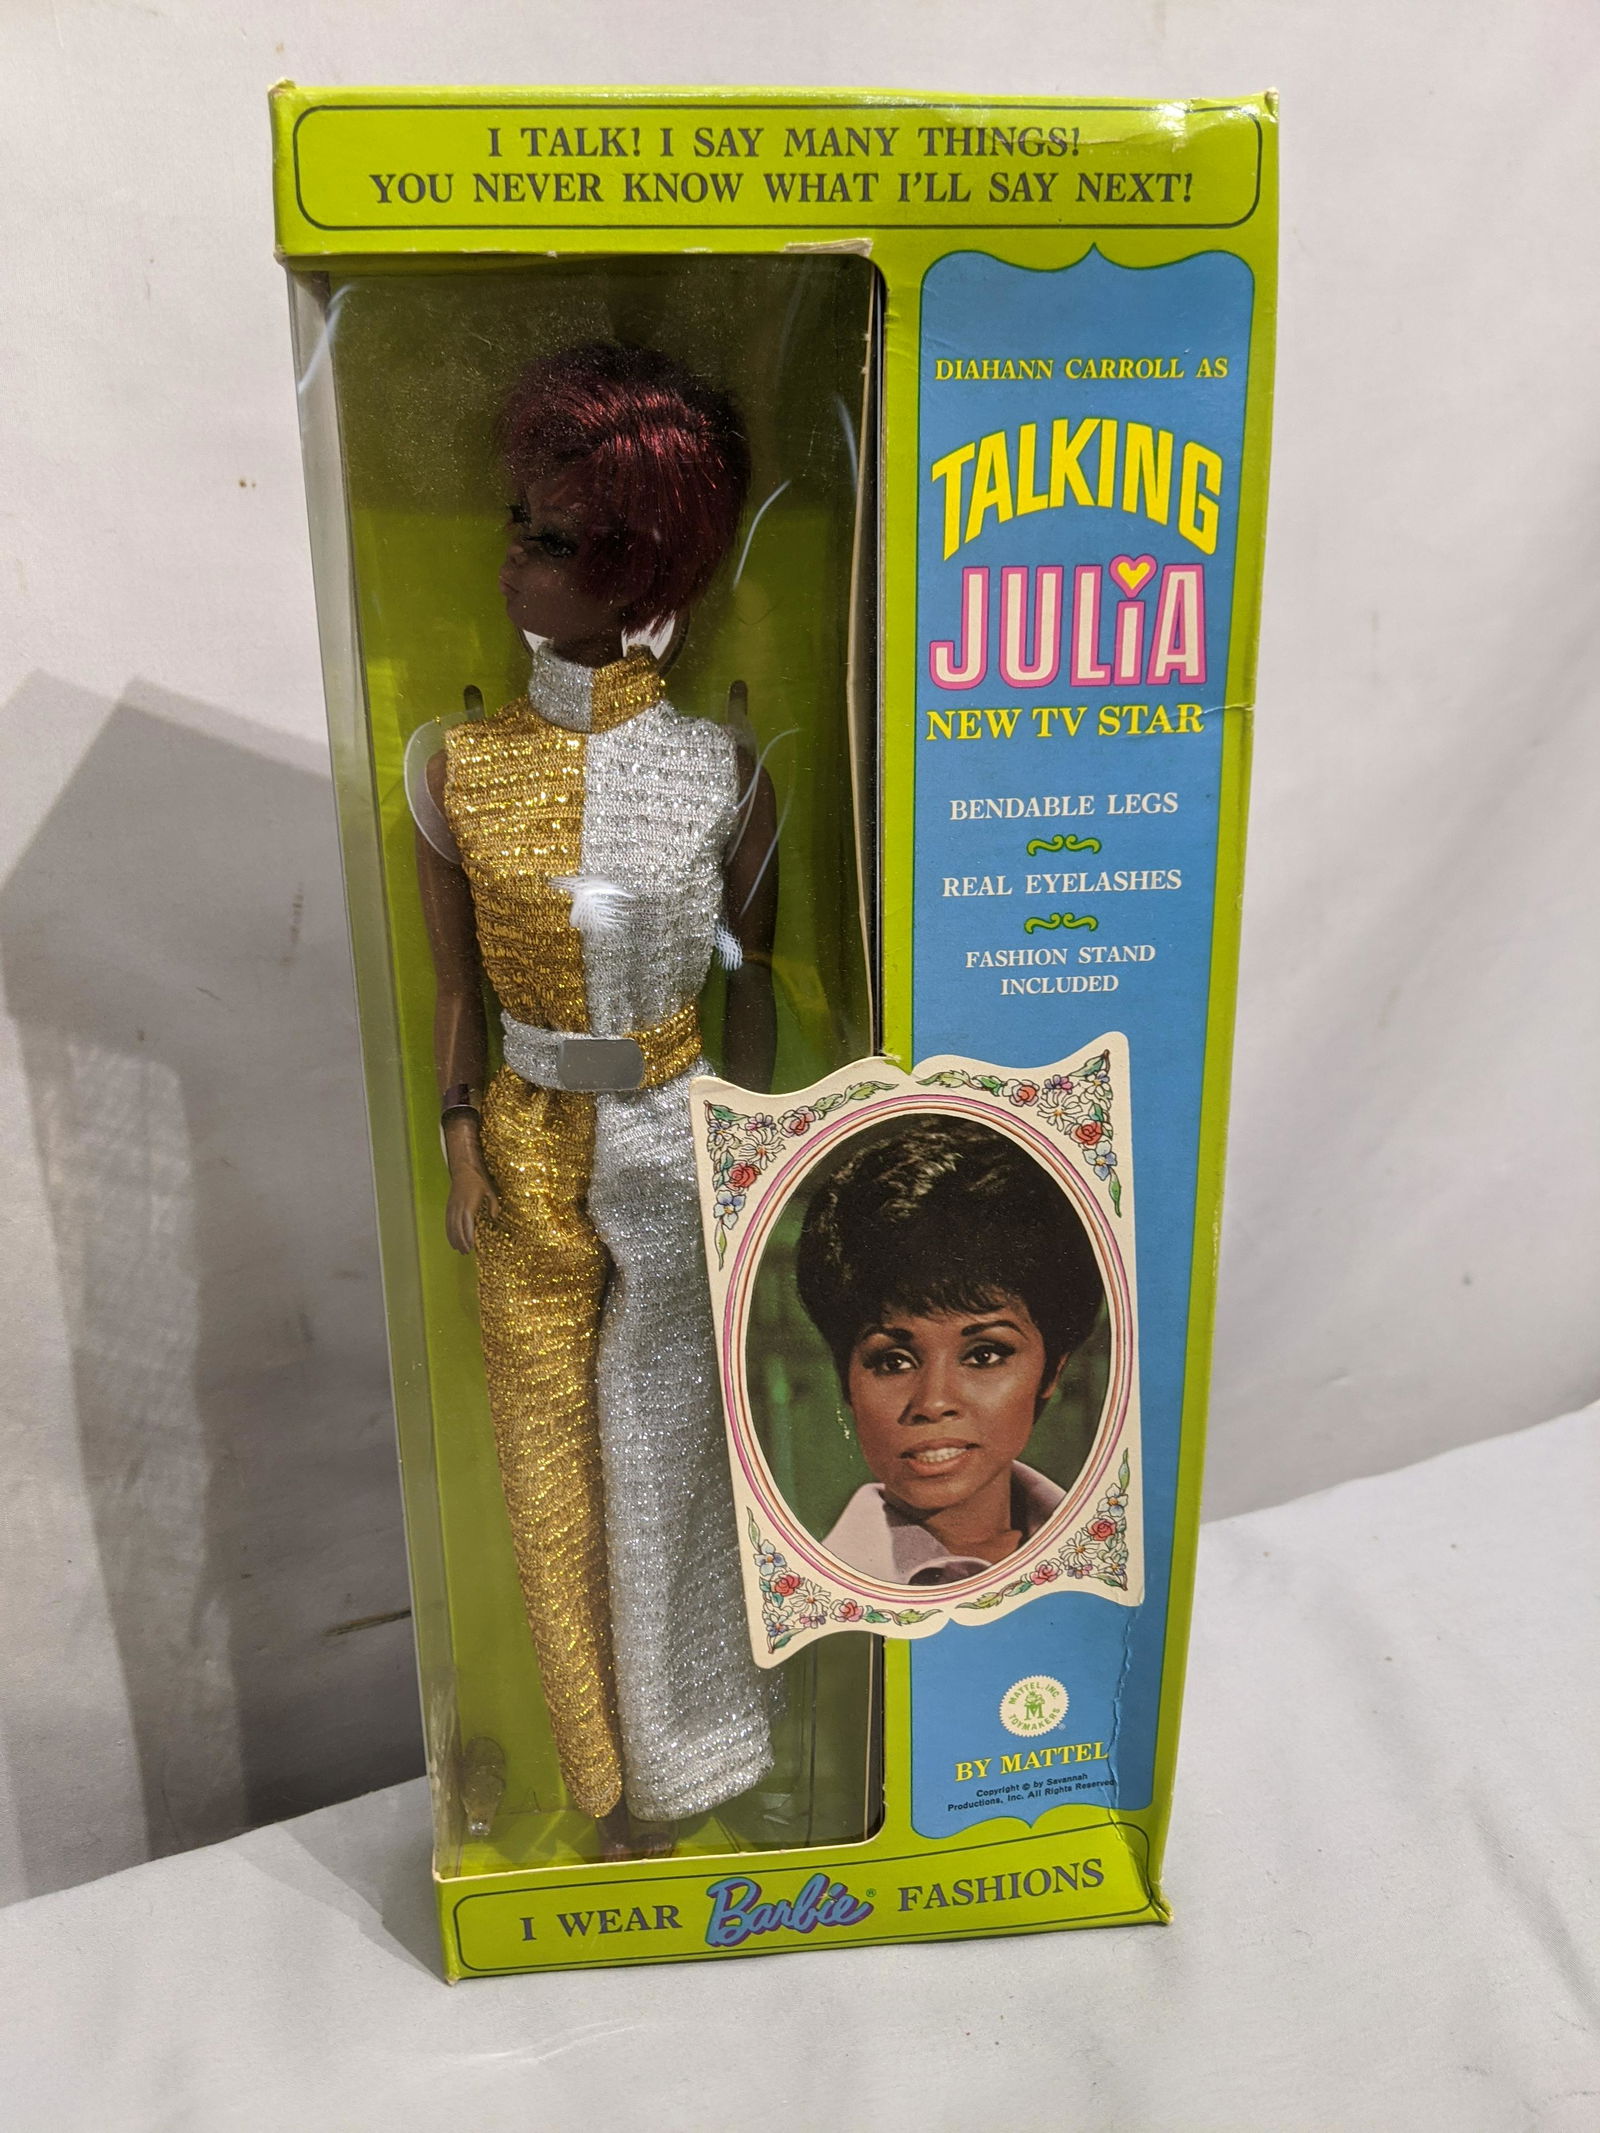 I TALK! I SAY MANY THINGS!
YOU NEVER KNOW WHAT I'LL SAY NEXT!
DIAHANN CARROLL AS
TALKING
JULiA
NEW TV STAR
BENDABLE LEGS
REAL EYELASHES
FASHION STAND
INCLUDED
MATTEL, INC.
M
TOYMAKERS
®
BY MATTEL
Copyright © by Savannah
Productions, Inc. All Rights Reserved
I WEAR Barbie® FASHIONS